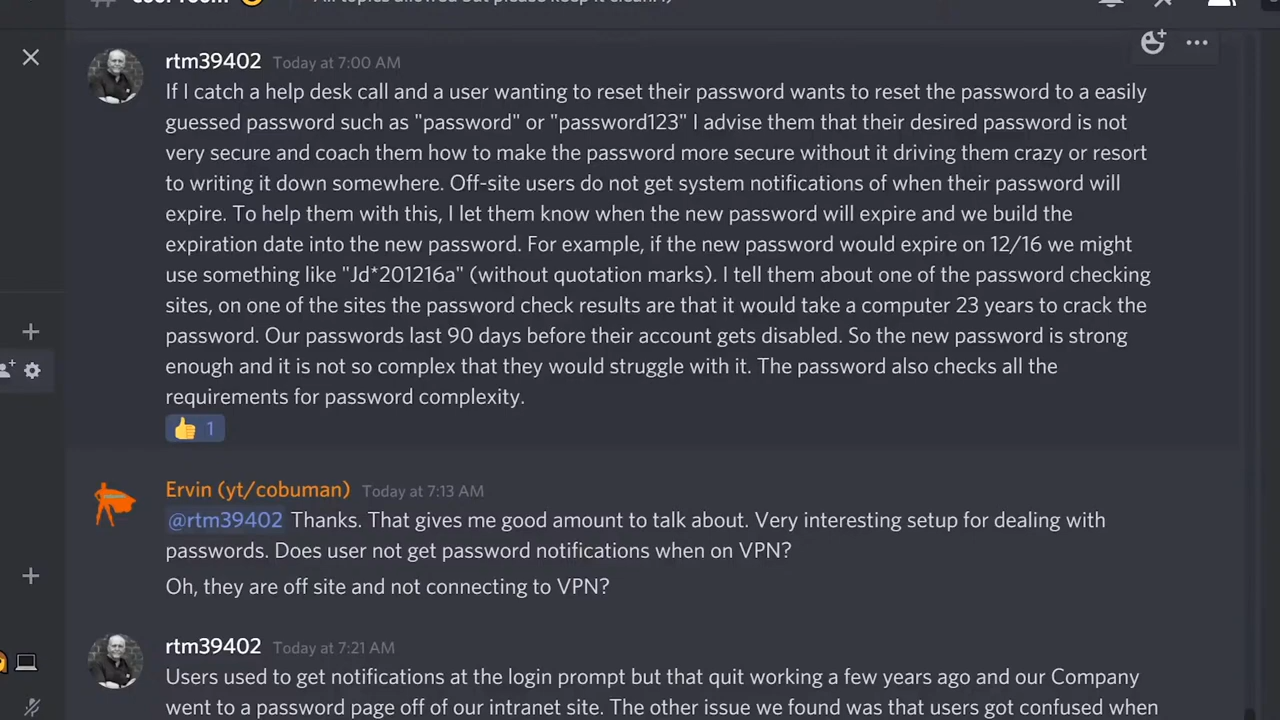 rtm39402 Today at 7:00 AM
If I catch a help desk call and a user wanting to reset their password wants to reset the password to a easily
guessed password such as "password" or "password123" I advise them that their desired password is not
very secure and coach them how to make the password more secure without it driving them crazy or resort
to writing it down somewhere. Off-site users do not get system notifications of when their password will
expire. To help them with this, I let them know when the new password will expire and we build the
expiration date into the new password. For example, if the new password would expire on 12/16 we might
use something like "Jd*201216a" (without quotation marks). I tell them about one of the password checking
sites, on one of the sites the password check results are that it would take a computer 23 years to crack the
password. Our passwords last 90 days before their account gets disabled. So the new password is strong
enough and it is not so complex that they would struggle with it. The password also checks all the
requirements for password complexity.
👍 1
Ervin (yt/cobuman) Today at 7:13 AM
@rtm39402 Thanks. That gives me good amount to talk about. Very interesting setup for dealing with
passwords. Does user not get password notifications when on VPN?
Oh, they are off site and not connecting to VPN?
rtm39402 Today at 7:21 AM
Users used to get notifications at the login prompt but that quit working a few years ago and our Company
went to a password page off of our intranet site. The other issue we found was that users got confused when